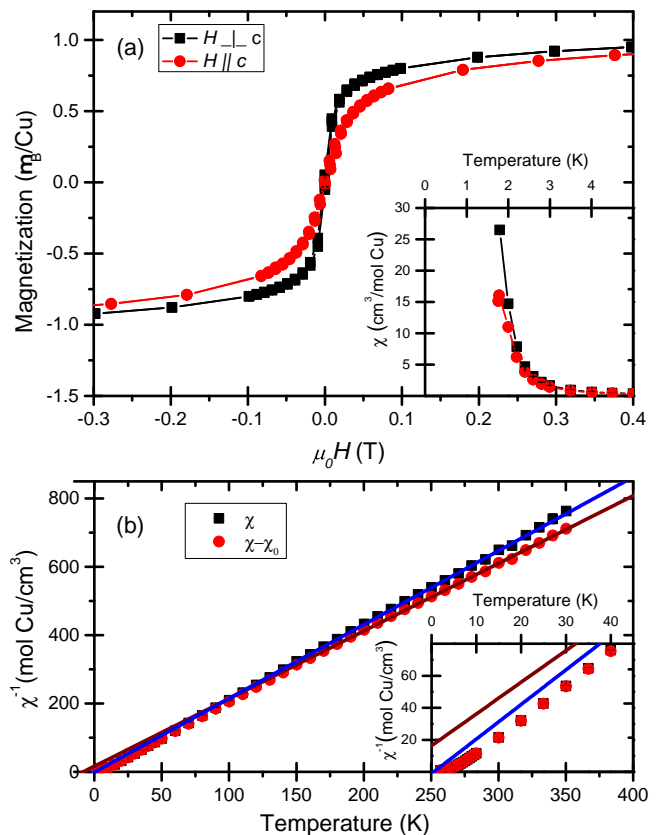 (a)
H _|_ c
H // c
Magnetization (mB/Cu)
1.0
0.5
0.0
-0.5
-1.0
-1.5
-0.3 -0.2 -0.1 0.0 0.1 0.2 0.3 0.4
μ0H (T)
Temperature (K)
0 1 2 3 4
χ (cm3/mol Cu)
30
25
20
15
10
5
(b)
χ
χ−χ0
χ-1(mol Cu/cm3)
800
600
400
200
0
0 50 100 150 200 250 300 350 400
Temperature (K)
Temperature (K)
0 10 20 30 40
χ-1(mol Cu/cm3)
80
60
40
20